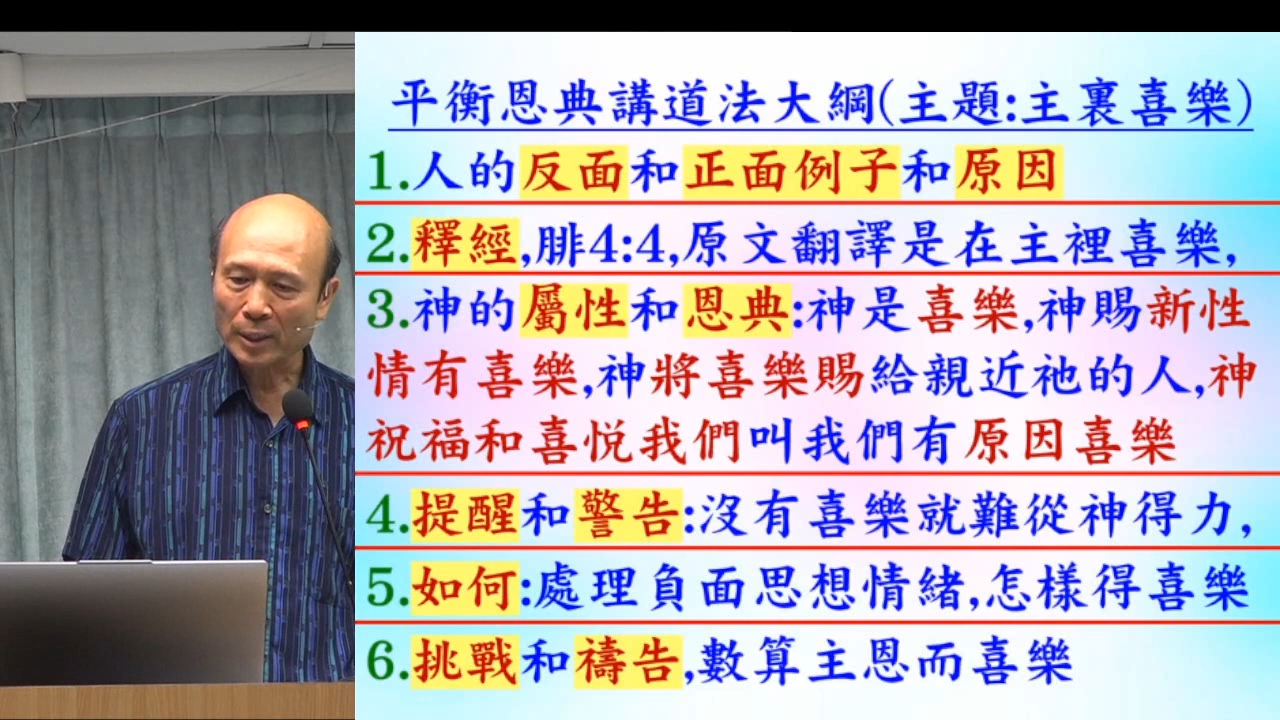 平衡恩典講道法大綱(主題:主裏喜樂)
1.人的反面和正面例子和原因
2.釋經,腓4:4,原文翻譯是在主裡喜樂,
3.神的屬性和恩典:神是喜樂,神賜新性
情有喜樂,神將喜樂賜給親近祂的人,神
祝福和喜悅我們叫我們有原因喜樂
4.提醒和警告:沒有喜樂就難從神得力,
5.如何:處理負面思想情緒,怎樣得喜樂
6.挑戰和禱告,數算主恩而喜樂